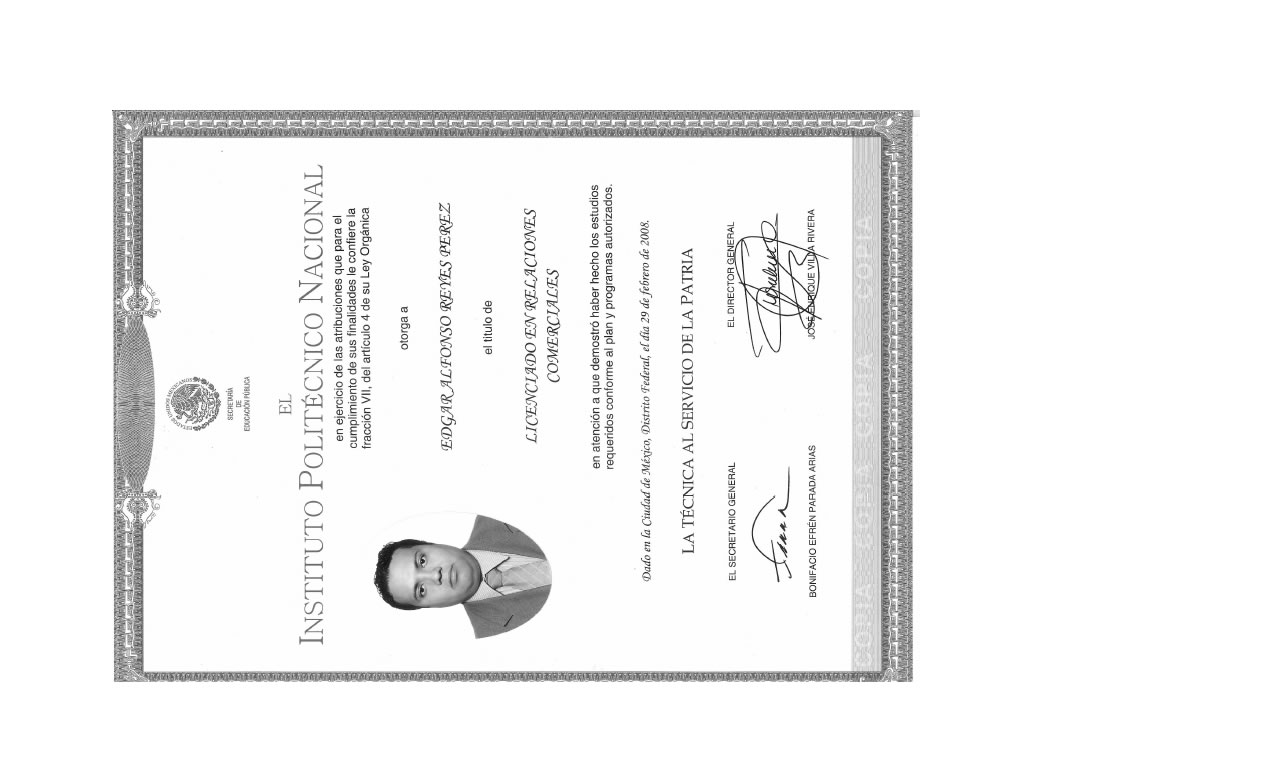 ESTADOS UNIDOS MEXICANOS
SECRETARÍA
DE
EDUCACIÓN PÚBLICA
EL
INSTITUTO POLITÉCNICO NACIONAL
en ejercicio de las atribuciones que para el
cumplimiento de sus finalidades le confiere la
fracción VII, del artículo 4 de su Ley Orgánica
otorga a
EDGAR ALFONSO REYES PEREZ
el título de
LICENCIADO EN RELACIONES
COMERCIALES
en atención a que demostró haber hecho los estudios
requeridos conforme al plan y programas autorizados.
Dado en la Ciudad de México, Distrito Federal, el día 29 de febrero de 2008.
LA TÉCNICA AL SERVICIO DE LA PATRIA
EL SECRETARIO GENERAL
BONIFACIO EFRÉN PARADA ARIAS
EL DIRECTOR GENERAL
JOSÉ ENRIQUE VILLA RIVERA
COPIA COPIA COPIA COPIA COPIA